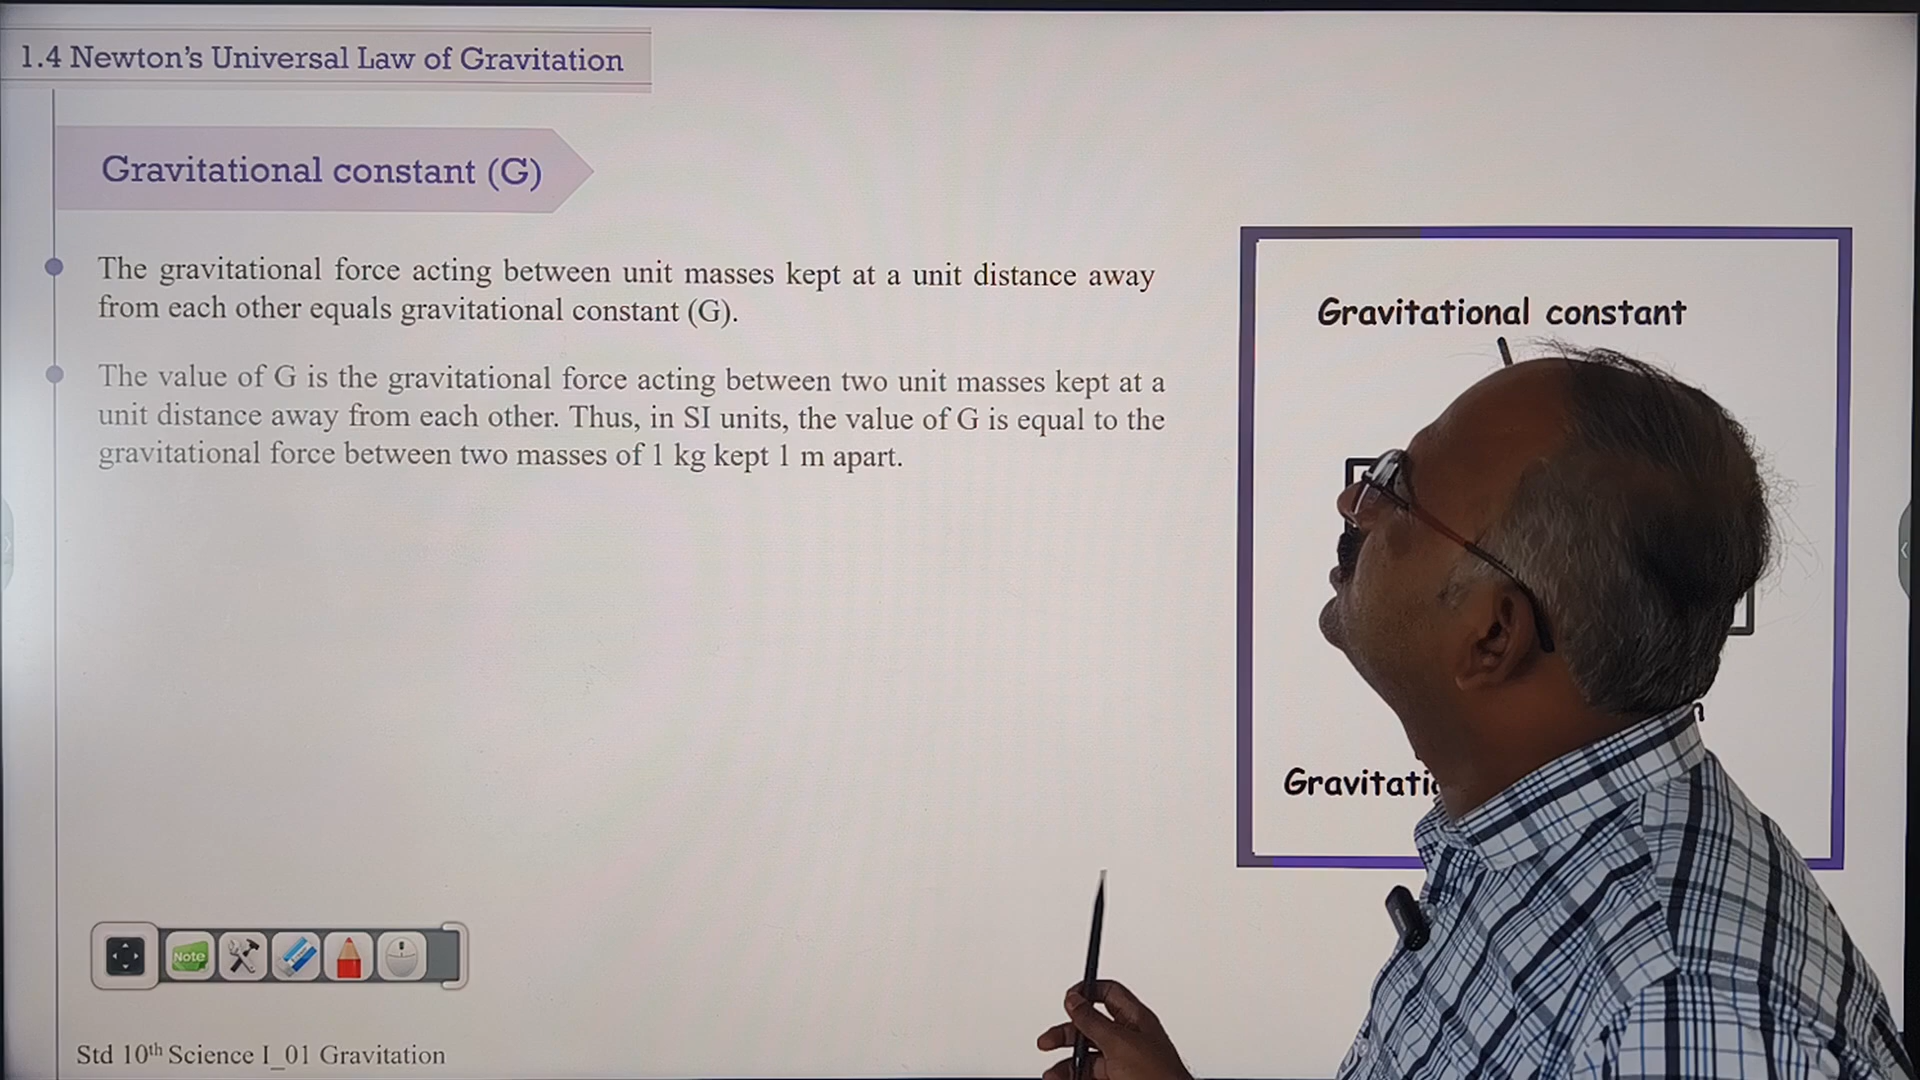 1.4 Newton's Universal Law of Gravitation
Gravitational constant (G)
The gravitational force acting between unit masses kept at a unit distance away
from each other equals gravitational constant (G).
The value of G is the gravitational force acting between two unit masses kept at a
unit distance away from each other. Thus, in SI units, the value of G is equal to the
gravitational force between two masses of 1 kg kept 1 m apart.
Gravitational constant
Note
Std 10th Science I_01 Gravitation